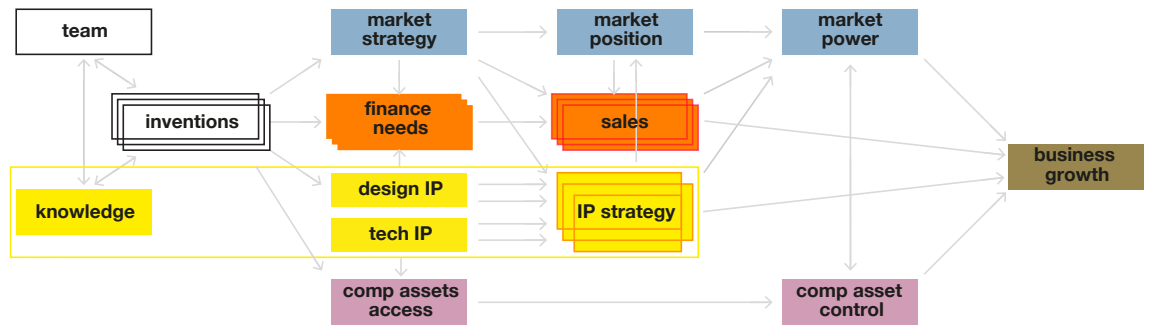 team
market
strategy
market
position
market
power
inventions
finance
needs
sales
business
growth
knowledge
design IP
tech IP
IP strategy
comp assets
access
comp asset
control